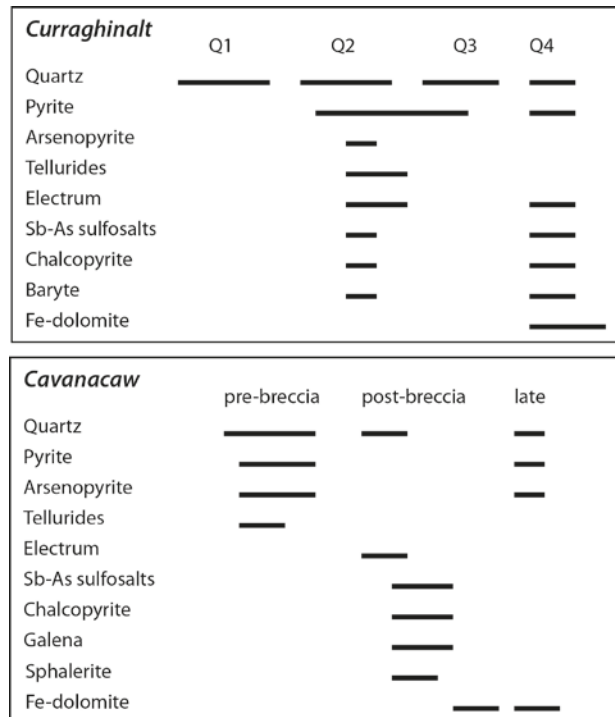 Curraghinalt
Q1 Q2 Q3 Q4
Quartz
Pyrite
Arsenopyrite
Tellurides
Electrum
Sb-As sulfosalts
Chalcopyrite
Baryte
Fe-dolomite
Cavanacaw
pre-breccia post-breccia late
Quartz
Pyrite
Arsenopyrite
Tellurides
Electrum
Sb-As sulfosalts
Chalcopyrite
Galena
Sphalerite
Fe-dolomite